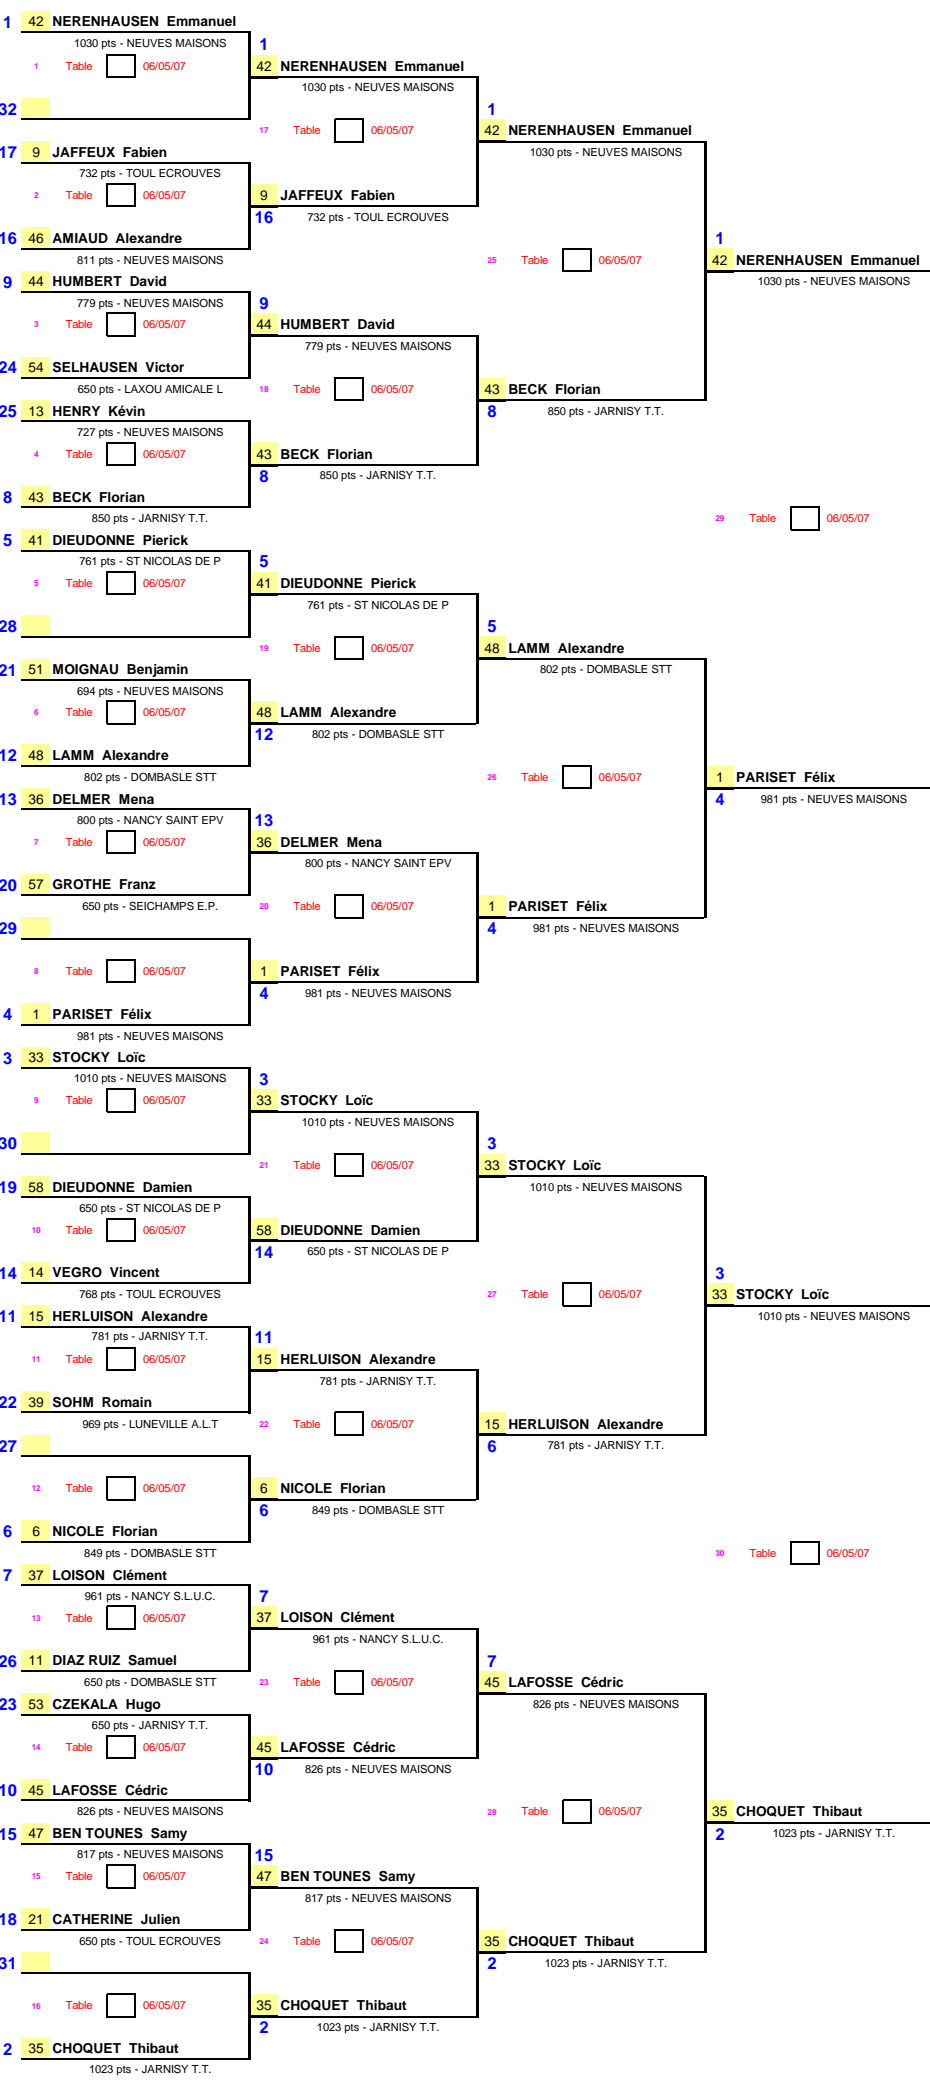 1 42 NERENHAUSEN Emmanuel
1030 pts - NEUVES MAISONS
1
1 Table 06/05/07
42 NERENHAUSEN Emmanuel
1030 pts - NEUVES MAISONS
32
1
17 Table 06/05/07
42 NERENHAUSEN Emmanuel
17 9 JAFFEUX Fabien
1030 pts - NEUVES MAISONS
732 pts - TOUL ECROUVES
2 Table 06/05/07
9 JAFFEUX Fabien
16
732 pts - TOUL ECROUVES
16 46 AMIAUD Alexandre
1
811 pts - NEUVES MAISONS
25 Table 06/05/07
42 NERENHAUSEN Emmanuel
9 44 HUMBERT David
1030 pts - NEUVES MAISONS
779 pts - NEUVES MAISONS
9
3 Table 06/05/07
44 HUMBERT David
779 pts - NEUVES MAISONS
24 54 SELHAUSEN Victor
650 pts - LAXOU AMICALE L
18 Table 06/05/07
43 BECK Florian
25 13 HENRY Kévin
8
850 pts - JARNISY T.T.
727 pts - NEUVES MAISONS
4 Table 06/05/07
43 BECK Florian
8
850 pts - JARNISY T.T.
8 43 BECK Florian
850 pts - JARNISY T.T.
29 Table 06/05/07
5 41 DIEUDONNE Pierick
761 pts - ST NICOLAS DE P
5
5 Table 06/05/07
41 DIEUDONNE Pierick
761 pts - ST NICOLAS DE P
28
5
19 Table 06/05/07
48 LAMM Alexandre
21 51 MOIGNAU Benjamin
802 pts - DOMBASLE STT
694 pts - NEUVES MAISONS
6 Table 06/05/07
48 LAMM Alexandre
12
802 pts - DOMBASLE STT
12 48 LAMM Alexandre
802 pts - DOMBASLE STT
26 Table 06/05/07
1 PARISET Félix
13 36 DELMER Mena
4
981 pts - NEUVES MAISONS
800 pts - NANCY SAINT EPV
13
7 Table 06/05/07
36 DELMER Mena
800 pts - NANCY SAINT EPV
20 57 GROTHE Franz
650 pts - SEICHAMPS E.P.
20 Table 06/05/07
1 PARISET Félix
29
4
981 pts - NEUVES MAISONS
8 Table 06/05/07
1 PARISET Félix
4
981 pts - NEUVES MAISONS
4 1 PARISET Félix
981 pts - NEUVES MAISONS
3 33 STOCKY Loïc
1010 pts - NEUVES MAISONS
3
9 Table 06/05/07
33 STOCKY Loïc
1010 pts - NEUVES MAISONS
30
3
21 Table 06/05/07
33 STOCKY Loïc
19 58 DIEUDONNE Damien
1010 pts - NEUVES MAISONS
650 pts - ST NICOLAS DE P
10 Table 06/05/07
58 DIEUDONNE Damien
14
650 pts - ST NICOLAS DE P
14 14 VEGRO Vincent
3
768 pts - TOUL ECROUVES
27 Table 06/05/07
33 STOCKY Loïc
11 15 HERLUISON Alexandre
1010 pts - NEUVES MAISONS
781 pts - JARNISY T.T.
11
11 Table 06/05/07
15 HERLUISON Alexandre
781 pts - JARNISY T.T.
22 39 SOHM Romain
969 pts - LUNEVILLE A.L.T
22 Table 06/05/07
15 HERLUISON Alexandre
27
6
781 pts - JARNISY T.T.
12 Table 06/05/07
6 NICOLE Florian
6
849 pts - DOMBASLE STT
6 6 NICOLE Florian
849 pts - DOMBASLE STT
30 Table 06/05/07
7 37 LOISON Clément
961 pts - NANCY S.L.U.C.
7
13 Table 06/05/07
37 LOISON Clément
961 pts - NANCY S.L.U.C.
26 11 DIAZ RUIZ Samuel
7
650 pts - DOMBASLE STT
23 Table 06/05/07
45 LAFOSSE Cédric
23 53 CZEKALA Hugo
826 pts - NEUVES MAISONS
650 pts - JARNISY T.T.
14 Table 06/05/07
45 LAFOSSE Cédric
10
826 pts - NEUVES MAISONS
10 45 LAFOSSE Cédric
826 pts - NEUVES MAISONS
28 Table 06/05/07
35 CHOQUET Thibaut
15 47 BEN TOUNES Samy
2
1023 pts - JARNISY T.T.
817 pts - NEUVES MAISONS
15
15 Table 06/05/07
47 BEN TOUNES Samy
817 pts - NEUVES MAISONS
18 21 CATHERINE Julien
650 pts - TOUL ECROUVES
24 Table 06/05/07
35 CHOQUET Thibaut
31
2
1023 pts - JARNISY T.T.
16 Table 06/05/07
35 CHOQUET Thibaut
2
1023 pts - JARNISY T.T.
2 35 CHOQUET Thibaut
1023 pts - JARNISY T.T.